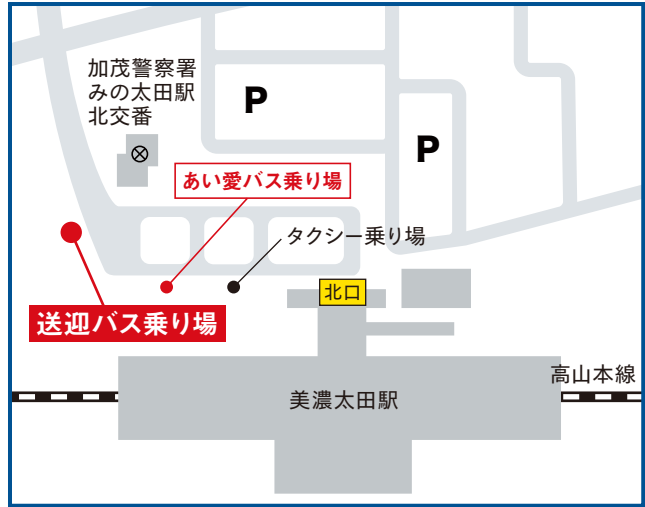 加茂警察署
みの太田駅
北交番
P
P
あい愛バス乗り場
タクシー乗り場
送迎バス乗り場
北口
高山本線
美濃太田駅